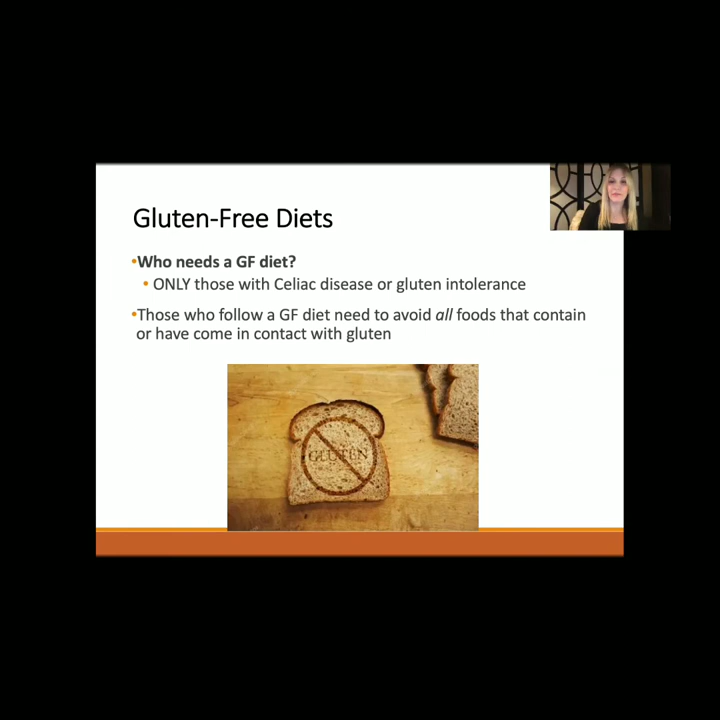 Gluten-Free Diets
•Who needs a GF diet?
• ONLY those with Celiac disease or gluten intolerance
•Those who follow a GF diet need to avoid all foods that contain
or have come in contact with gluten
GLUTEN